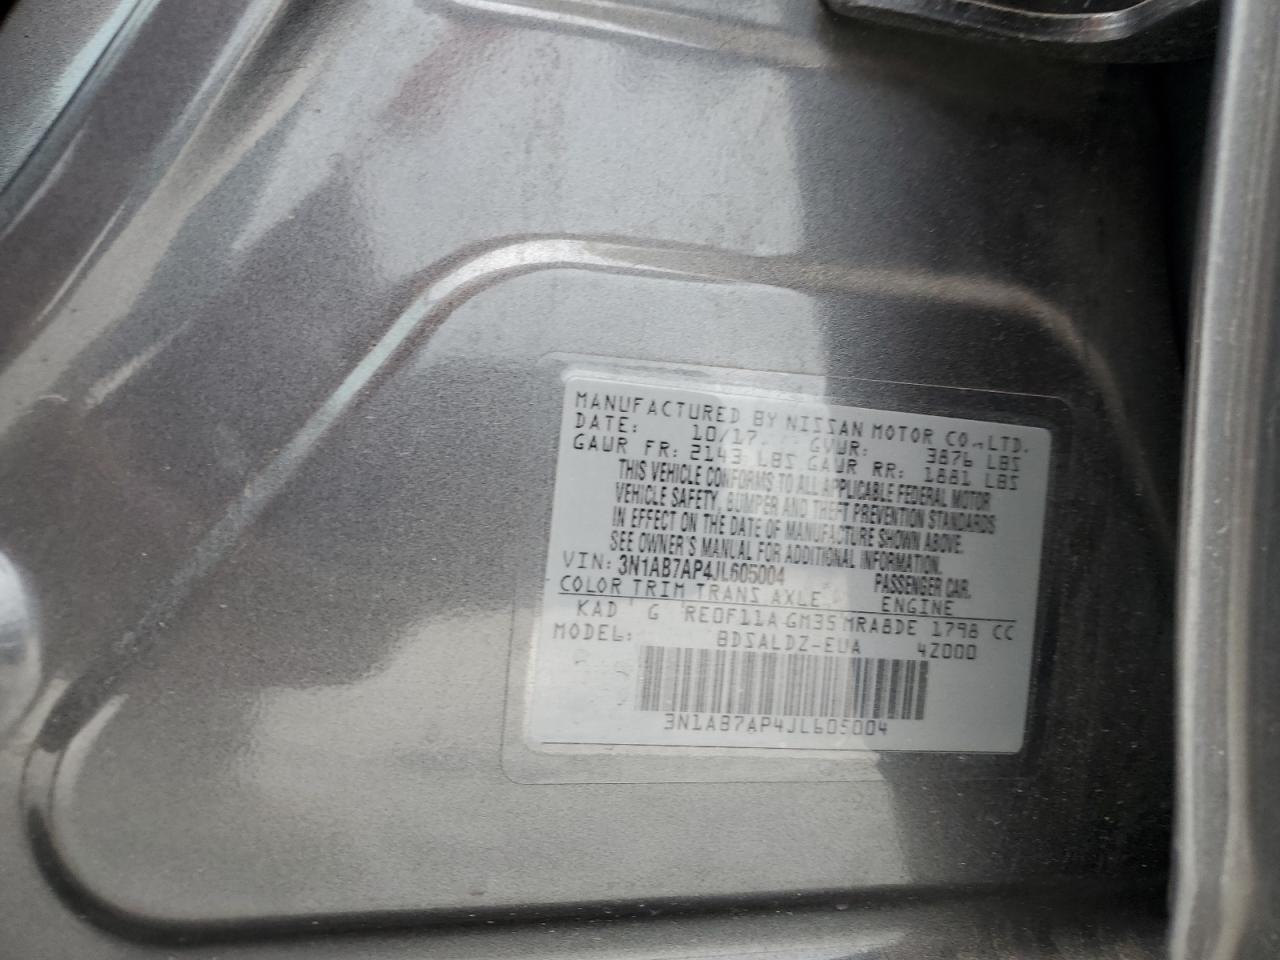 MANUFACTURED BY NISSAN MOTOR CO.,LTD.
DATE: 10/17 GVWR: 3876 LBS
GAWR FR: 2143 LBS GAWR RR: 1881 LBS
THIS VEHICLE CONFORMS TO ALL APPLICABLE FEDERAL MOTOR
VEHICLE SAFETY, BUMPER AND THEFT PREVENTION STANDARDS
IN EFFECT ON THE DATE OF MANUFACTURE SHOWN ABOVE.
SEE OWNER'S MANUAL FOR ADDITIONAL INFORMATION.
VIN: 3N1AB7AP4JL605004 PASSENGER CAR.
COLOR TRIM TRANS AXLE ENGINE
KAD G RE0F11A GM35 MRA8DE 1798 CC
MODEL: BDSALDZ-EUA 4Z000
3N1AB7AP4JL605004